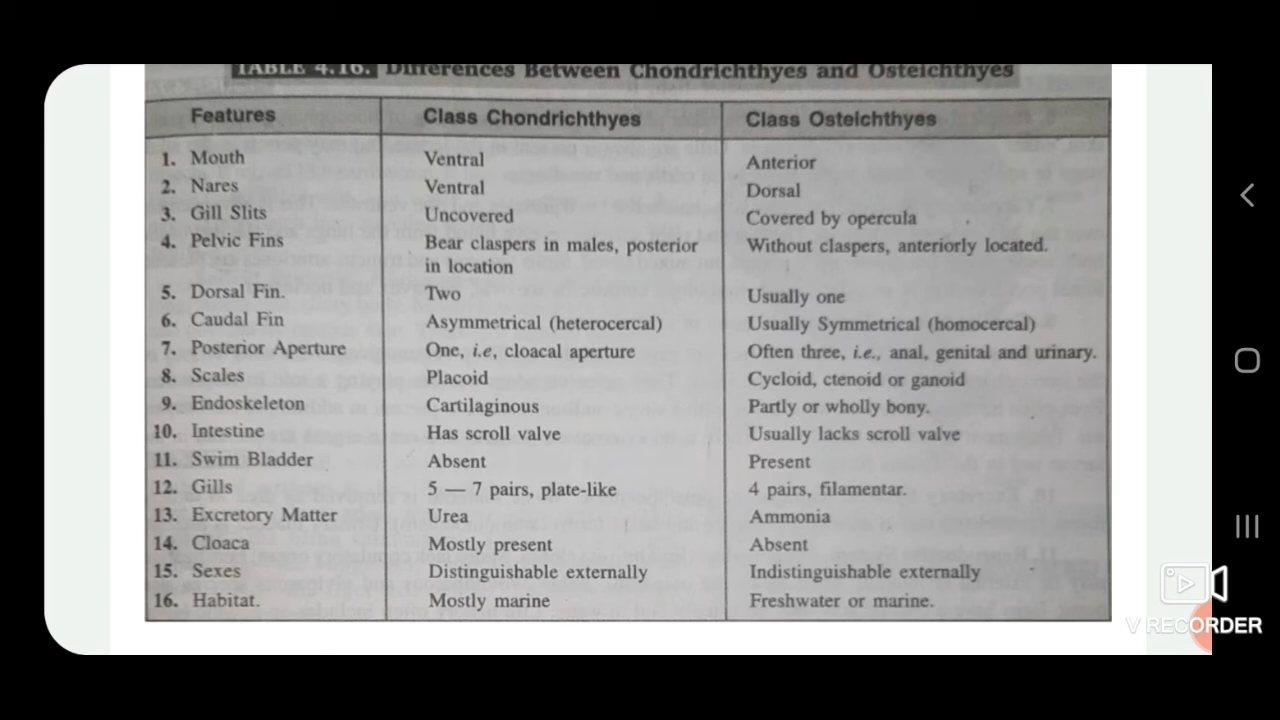 TABLE 4.16. Differences Between Chondrichthyes and Osteichthyes
Features Class Chondrichthyes Class Osteichthyes
1. Mouth Ventral Anterior
2. Nares Ventral Dorsal
3. Gill Slits Uncovered Covered by opercula
4. Pelvic Fins Bear claspers in males, posterior Without claspers, anteriorly located.
in location
5. Dorsal Fin. Two Usually one
6. Caudal Fin Asymmetrical (heterocercal) Usually Symmetrical (homocercal)
7. Posterior Aperture One, i.e, cloacal aperture Often three, i.e., anal, genital and urinary.
8. Scales Placoid Cycloid, ctenoid or ganoid
9. Endoskeleton Cartilaginous Partly or wholly bony.
10. Intestine Has scroll valve Usually lacks scroll valve
11. Swim Bladder Absent Present
12. Gills 5 — 7 pairs, plate-like 4 pairs, filamentar.
13. Excretory Matter Urea Ammonia
14. Cloaca Mostly present Absent
15. Sexes Distinguishable externally Indistinguishable externally
16. Habitat. Mostly marine Freshwater or marine.
V RECORDER